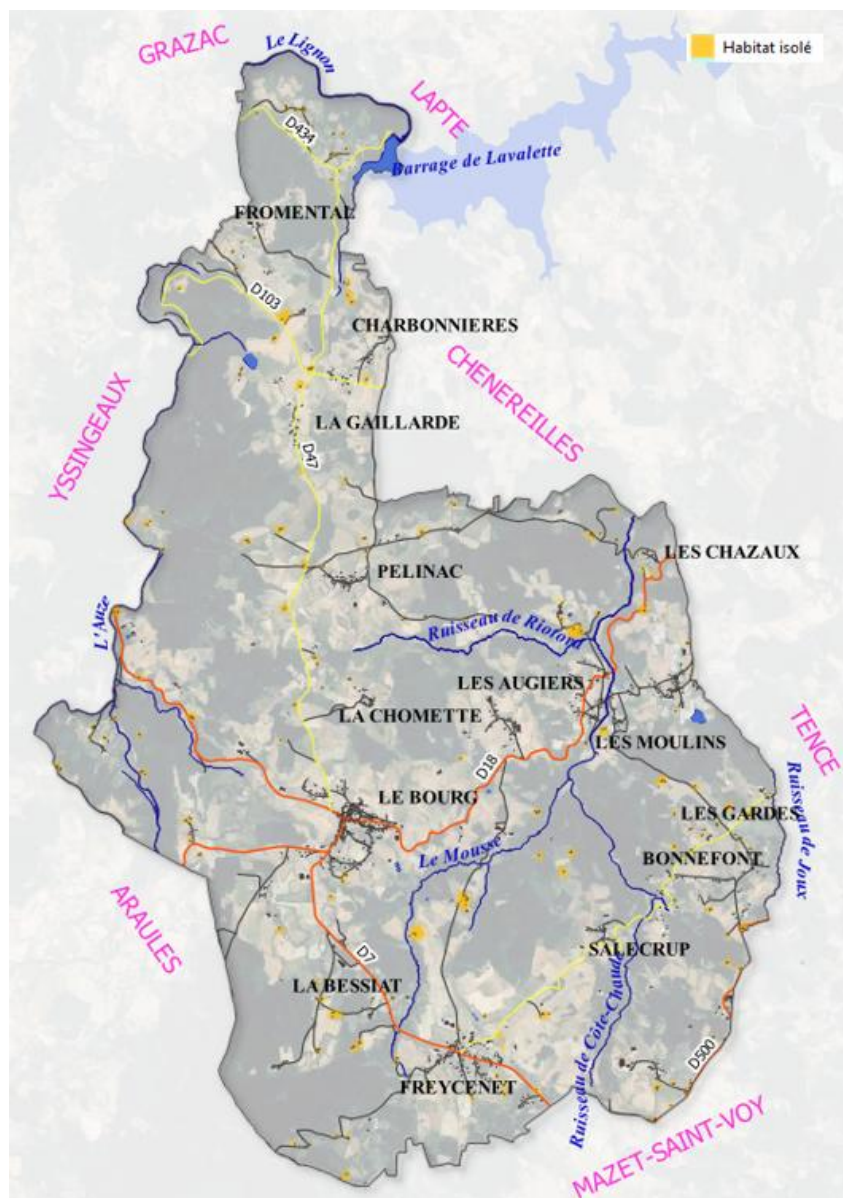 GRAZAC
Le Lignon
Habitat isolé
LAPTE
D434
Barrage de Lavalette
FROMENTAL
D103
CHARBONNIERES
CHENEREILLES
YSSINGEAUX
LA GAILLARDE
D47
LES CHAZAUX
PELINAC
L'Auze
Ruisseau de Riotord
LES AUGIERS
LA CHOMETTE
TENCE
LES MOULINS
D18
LE BOURG
Ruisseau de Joux
LES GARDES
Le Mousse
BONNEFONT
ARAULES
SALECRUP
D7
LA BESSIAT
Ruisseau de Côte-Chaude
D500
FREYCENET
MAZET-SAINT-VOY